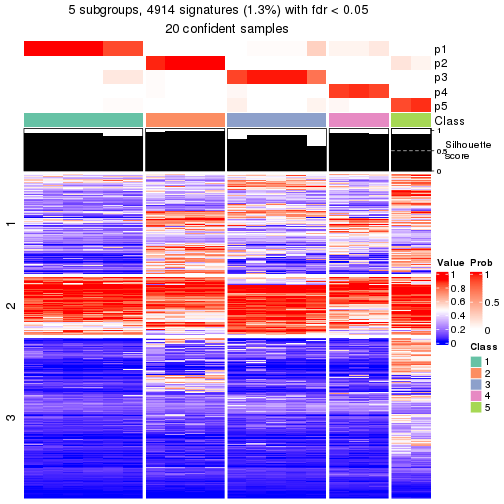 5 subgroups, 4914 signatures (1.3%) with fdr < 0.05
20 confident samples
p1
p2
p3
p4
p5
Class
1
0.5
0
Silhouette
score
1
2
3
Value
1
0.8
0.6
0.4
0.2
0
Prob
1
0.5
0
Class
1
2
3
4
5